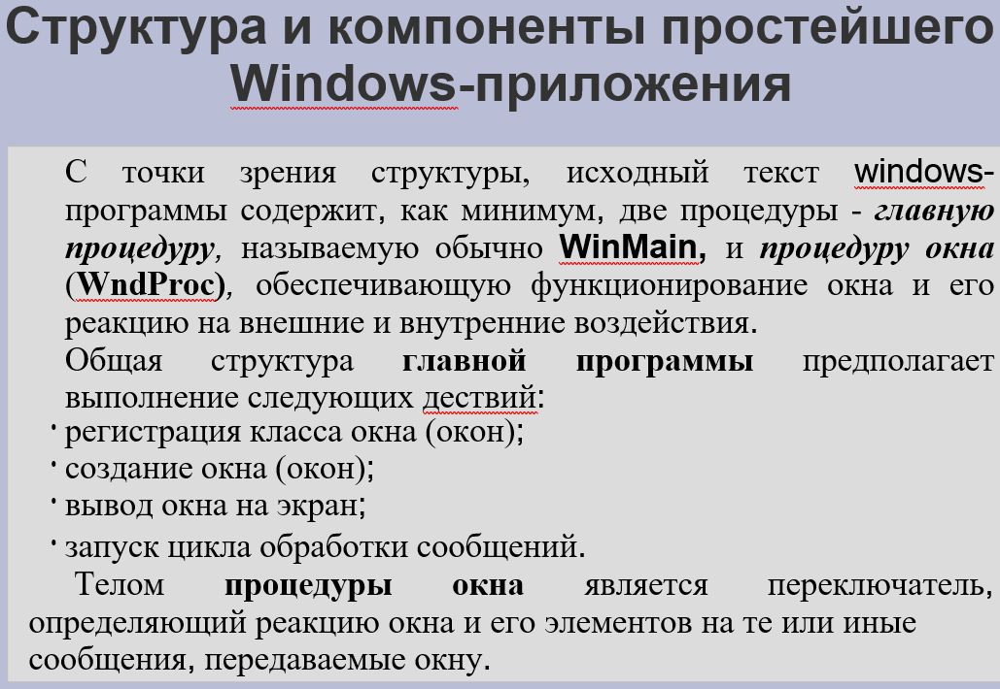 Структура и компоненты простейшего
Windows-приложения
С точки зрения структуры, исходный текст windows-
программы содержит, как минимум, две процедуры - главную
процедуру, называемую обычно WinMain, и процедуру окна
(WndProc), обеспечивающую функционирование окна и его
реакцию на внешние и внутренние воздействия.
Общая структура главной программы предполагает
выполнение следующих дествий:
· регистрация класса окна (окон);
· создание окна (окон);
· вывод окна на экран;
· запуск цикла обработки сообщений.
Телом процедуры окна является переключатель,
определяющий реакцию окна и его элементов на те или иные
сообщения, передаваемые окну.